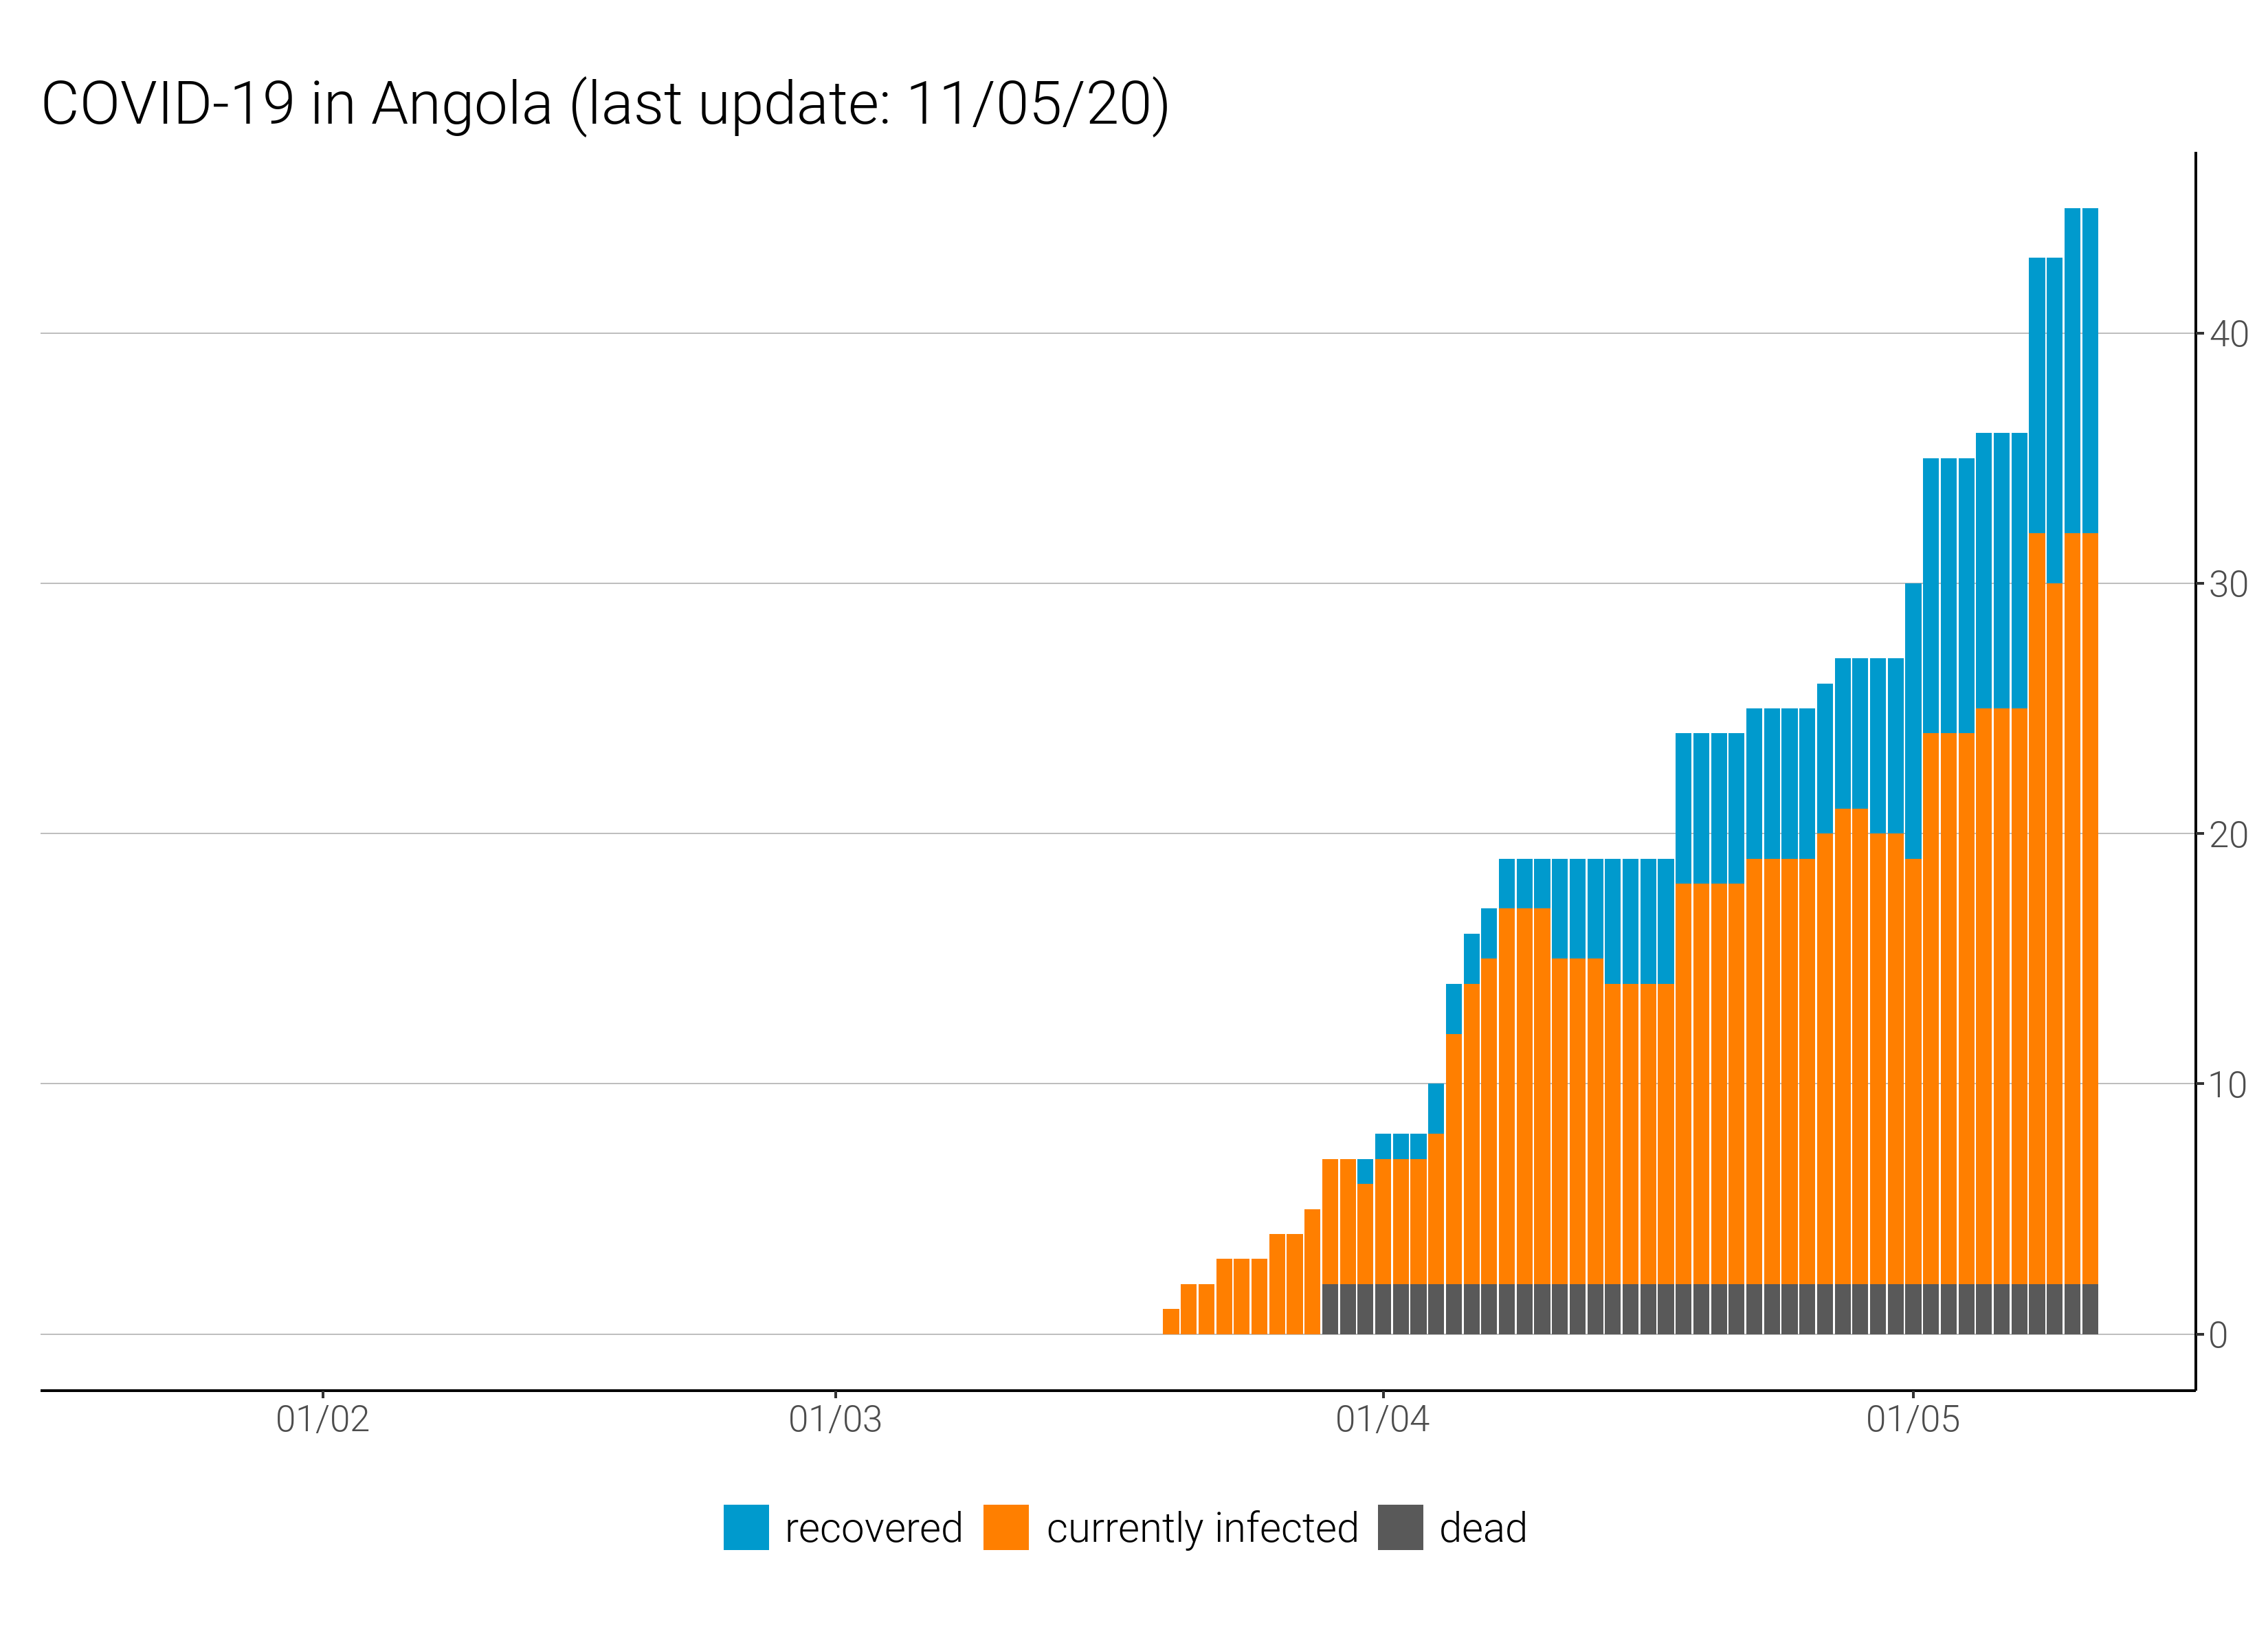 COVID-19 in Angola (last update: 11/05/20)
40
30
20
10
0
01/02 01/03 01/04 01/05
recovered currently infected dead